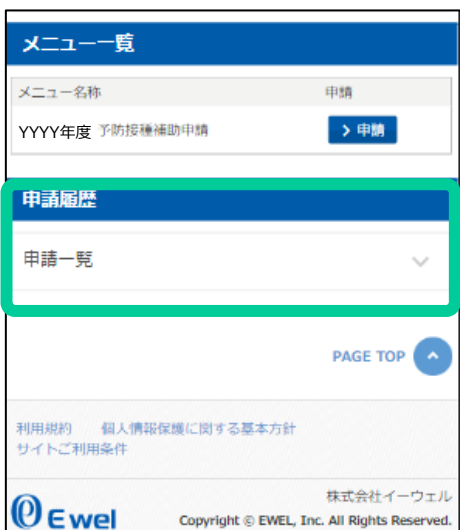 メニュー一覧
メニュー名称 申請
YYYY年度 予防接種補助申請 > 申請
申請履歴
申請一覧
PAGE TOP
利用規約 個人情報保護に関する基本方針
サイトご利用条件
株式会社イーウェル
Ewel Copyright © EWEL, Inc. All Rights Reserved.